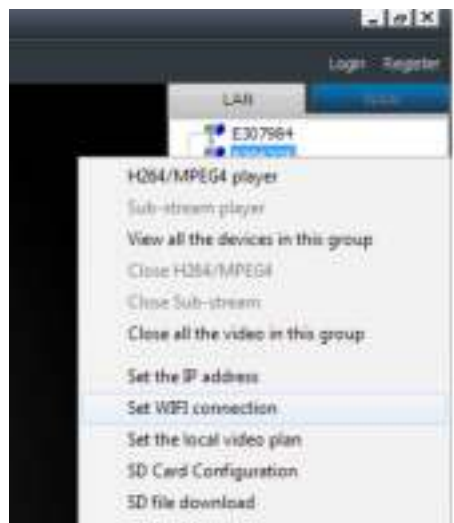 Login Register
LAN
E307984
H264/MPEG4 player
Sub-stream player
View all the devices in this group
Close H264/MPEG4
Close Sub-stream
Close all the video in this group
Set the IP address
Set WIFI connection
Set the local video plan
SD Card Configuration
SD file download